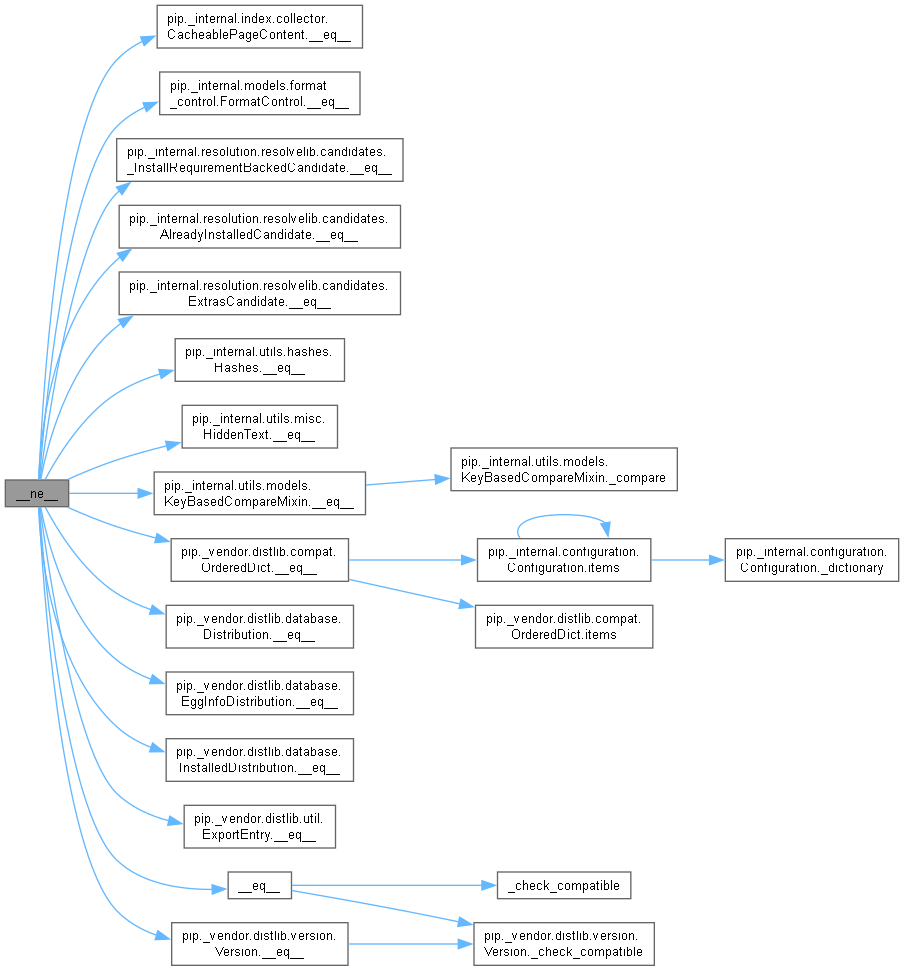 pip._internal.index.collector.
CacheablePageContent.__eq__
pip._internal.models.format
_control.FormatControl.__eq__
pip._internal.resolution.resolvelib.candidates.
_InstallRequirementBackedCandidate.__eq__
pip._internal.resolution.resolvelib.candidates.
AlreadyInstalledCandidate.__eq__
pip._internal.resolution.resolvelib.candidates.
ExtrasCandidate.__eq__
pip._internal.utils.hashes.
Hashes.__eq__
pip._internal.utils.misc.
HiddenText.__eq__
__ne__
pip._internal.utils.models.
KeyBasedCompareMixin.__eq__
pip._internal.utils.models.
KeyBasedCompareMixin._compare
pip._vendor.distlib.compat.
OrderedDict.__eq__
pip._internal.configuration.
Configuration.items
pip._internal.configuration.
Configuration._dictionary
pip._vendor.distlib.compat.
OrderedDict.items
pip._vendor.distlib.database.
Distribution.__eq__
pip._vendor.distlib.database.
EggInfoDistribution.__eq__
pip._vendor.distlib.database.
InstalledDistribution.__eq__
pip._vendor.distlib.util.
ExportEntry.__eq__
__eq__
_check_compatible
pip._vendor.distlib.version.
Version.__eq__
pip._vendor.distlib.version.
Version._check_compatible